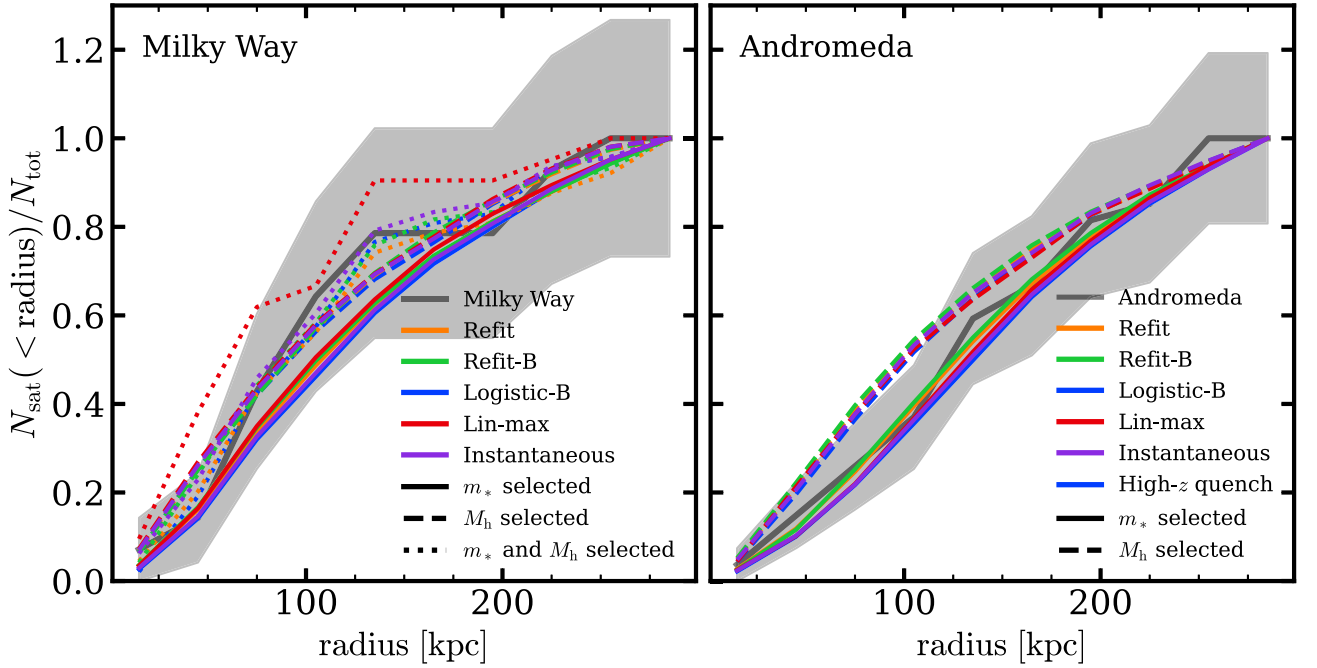 Milky Way
Andromeda
1.2
1.0
0.8
0.6
0.4
0.2
0.0
N_sat(< radius)/N_tot
Milky Way
Refit
Refit-B
Logistic-B
Lin-max
Instantaneous
m_* selected
M_h selected
m_* and M_h selected
Andromeda
Refit
Refit-B
Logistic-B
Lin-max
Instantaneous
High-z quench
m_* selected
M_h selected
100 200
100 200
radius [kpc]
radius [kpc]